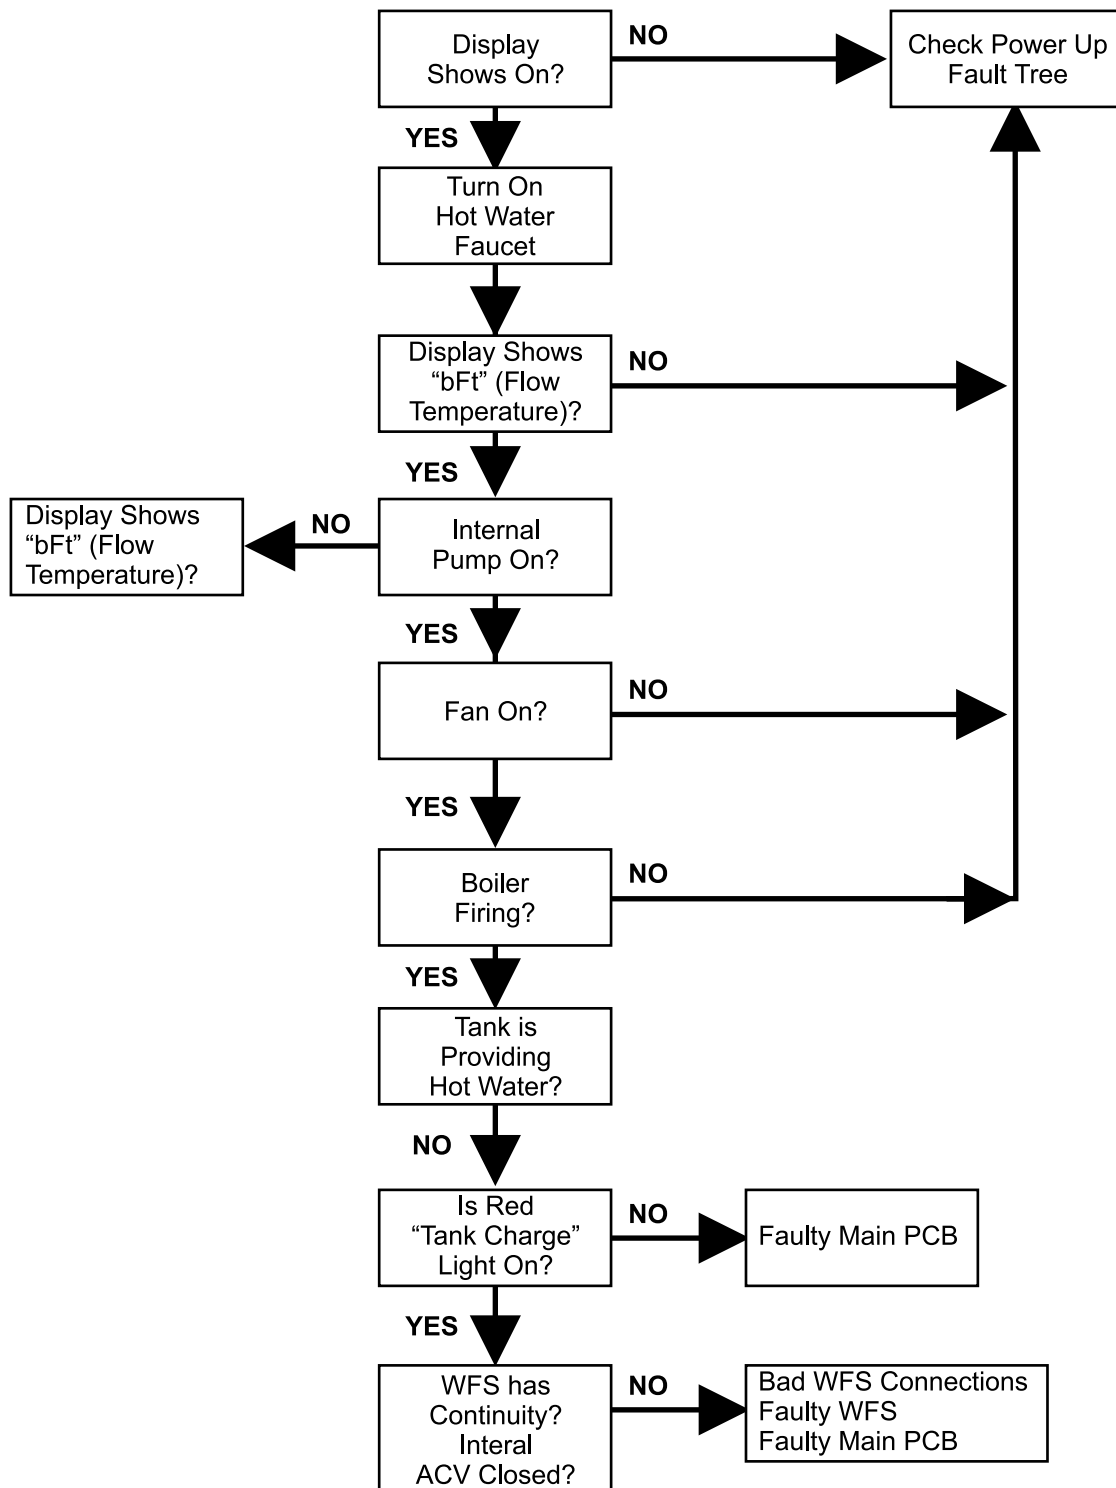 Display
Shows On?
NO
Check Power Up
Fault Tree
YES
Turn On
Hot Water
Faucet
Display Shows
“bFt” (Flow
Temperature)?
NO
YES
Display Shows
“bFt” (Flow
Temperature)?
NO
Internal
Pump On?
YES
Fan On?
NO
YES
Boiler
Firing?
NO
YES
Tank is
Providing
Hot Water?
NO
Is Red
“Tank Charge”
Light On?
NO
Faulty Main PCB
YES
WFS has
Continuity?
Interal
ACV Closed?
NO
Bad WFS Connections
Faulty WFS
Faulty Main PCB